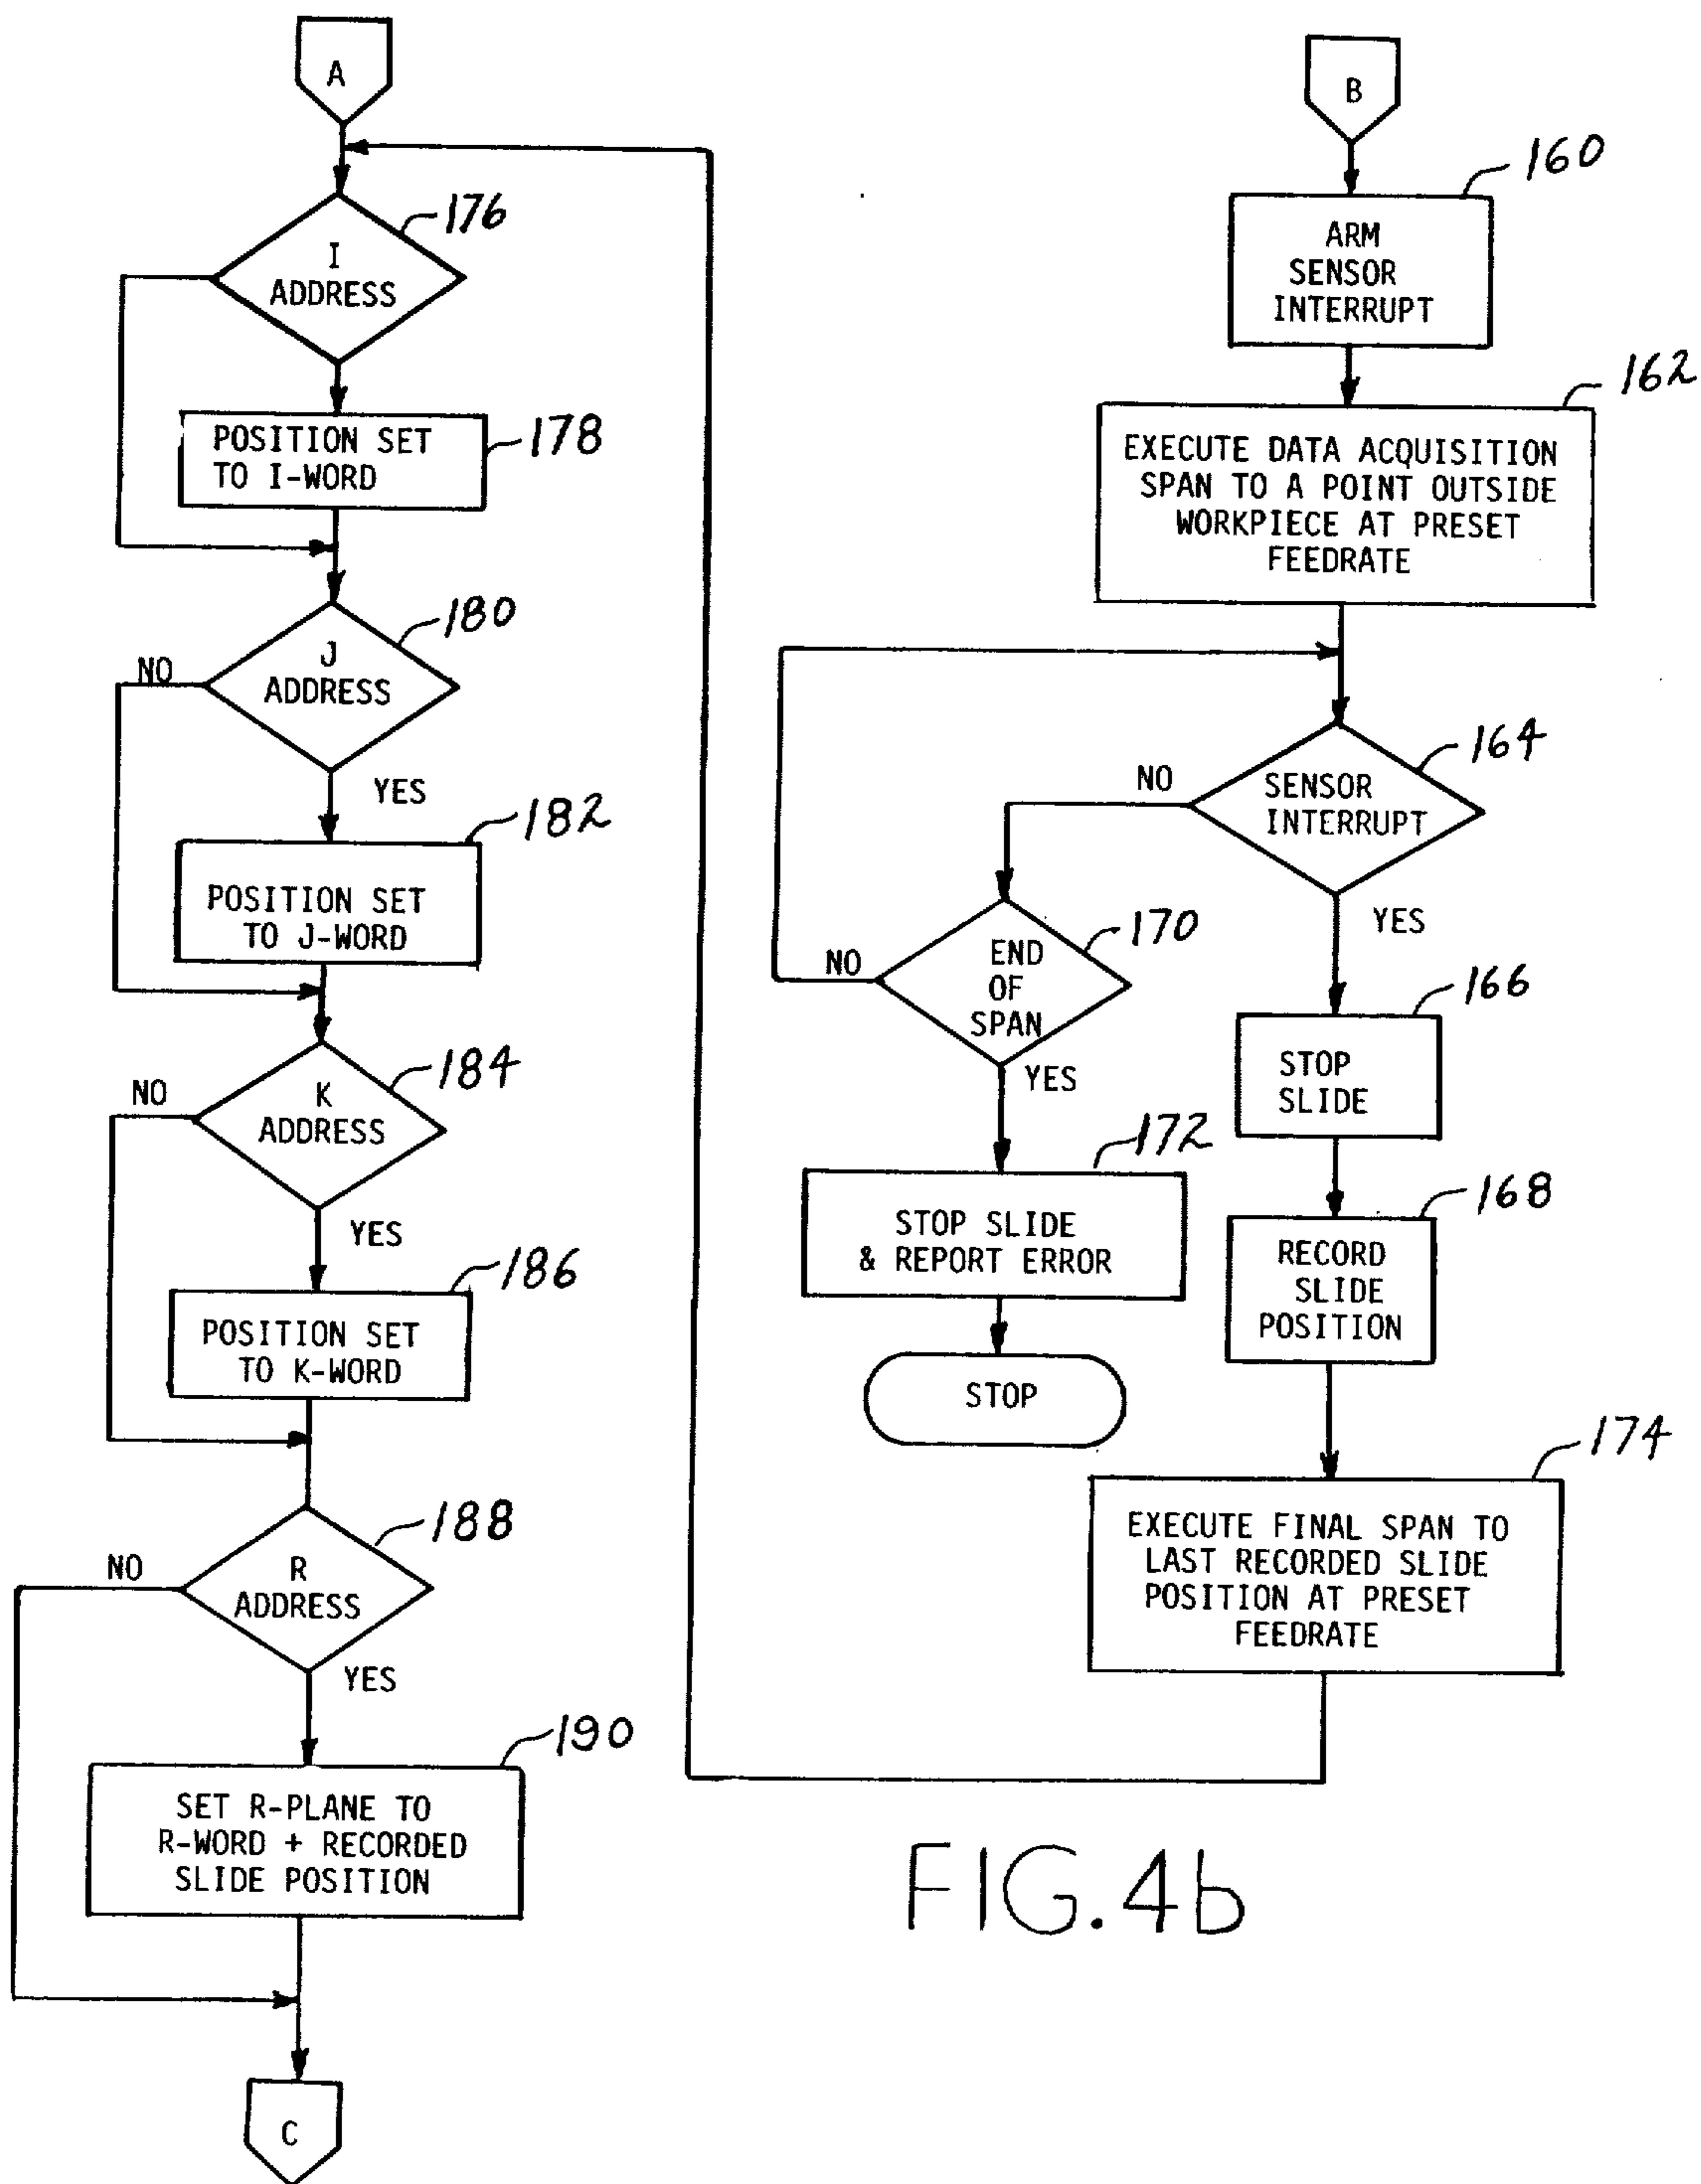 A
176
I
ADDRESS
178
POSITION SET
TO I-WORD
180
J
ADDRESS
NO
YES
182
POSITION SET
TO J-WORD
184
K
ADDRESS
NO
YES
186
POSITION SET
TO K-WORD
188
R
ADDRESS
NO
YES
190
SET R-PLANE TO
R-WORD + RECORDED
SLIDE POSITION
C
B
160
ARM
SENSOR
INTERRUPT
162
EXECUTE DATA ACQUISITION
SPAN TO A POINT OUTSIDE
WORKPIECE AT PRESET
FEEDRATE
164
SENSOR
INTERRUPT
NO
YES
170
END
OF
SPAN
NO
YES
172
STOP SLIDE
& REPORT ERROR
STOP
166
STOP
SLIDE
168
RECORD
SLIDE
POSITION
174
EXECUTE FINAL SPAN TO
LAST RECORDED SLIDE
POSITION AT PRESET
FEEDRATE
FIG.4b